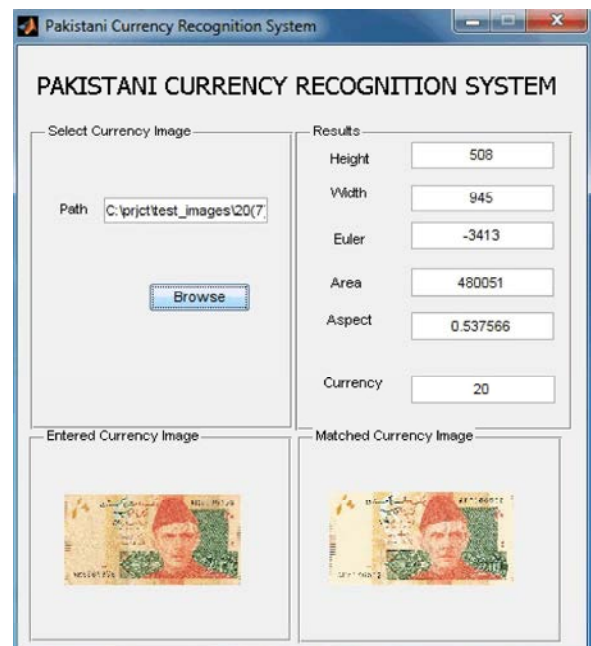 Pakistani Currency Recognition System
PAKISTANI CURRENCY RECOGNITION SYSTEM
Select Currency Image
Path C:\prjct\test_images\20(7)
Browse
Results
Height 508
Width 945
Euler -3413
Area 480051
Aspect 0.537566
Currency 20
Entered Currency Image
Matched Currency Image